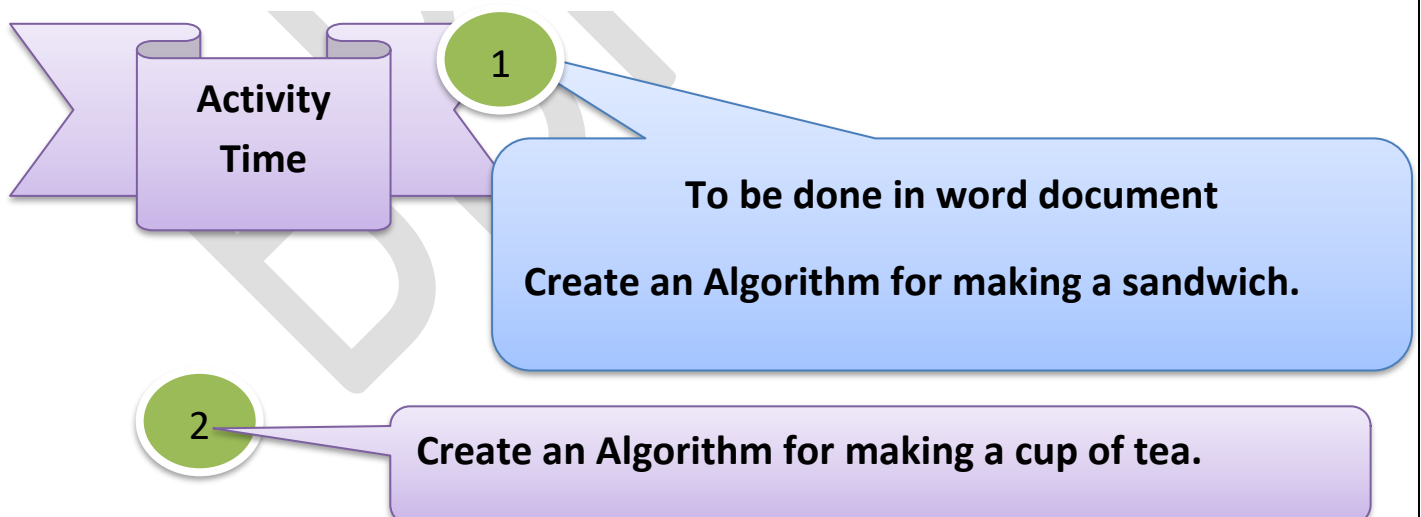 Activity
Time
1
To be done in word document
Create an Algorithm for making a sandwich.
2
Create an Algorithm for making a cup of tea.